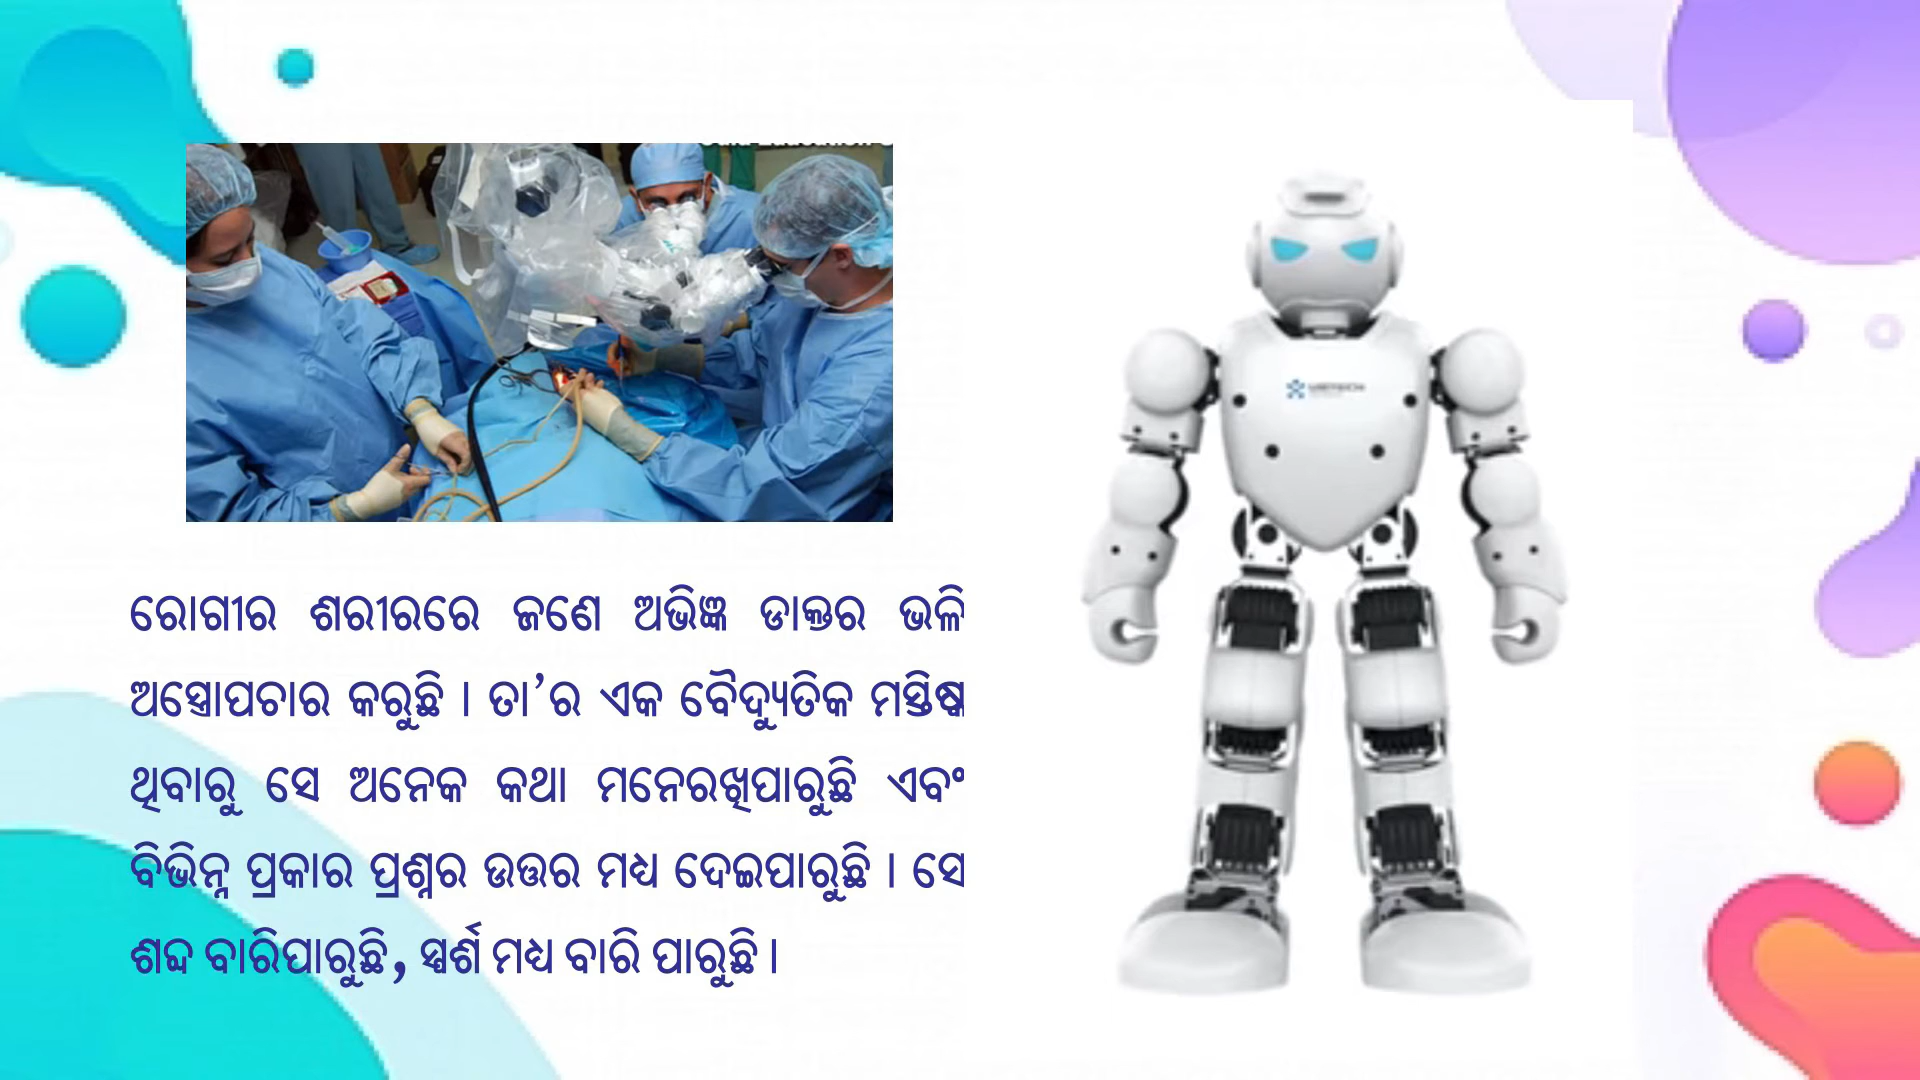 ରୋଗୀର ଶରୀରରେ ଜଣେ ଅଭିଜ୍ଞ ଡାକ୍ତର ଭଳି
ଅସ୍ତ୍ରୋପଚାର କରୁଛି । ତା’ର ଏକ ବୈଦ୍ୟୁତିକ ମସ୍ତିଷ୍କ
ଥିବାରୁ ସେ ଅନେକ କଥା ମନେରଖିପାରୁଛି ଏବଂ
ବିଭିନ୍ନ ପ୍ରକାର ପ୍ରଶ୍ନର ଉତ୍ତର ମଧ୍ୟ ଦେଇପାରୁଛି । ସେ
ଶବ୍ଦ ବାରିପାରୁଛି, ସ୍ପର୍ଶ ମଧ୍ୟ ବାରି ପାରୁଛି ।